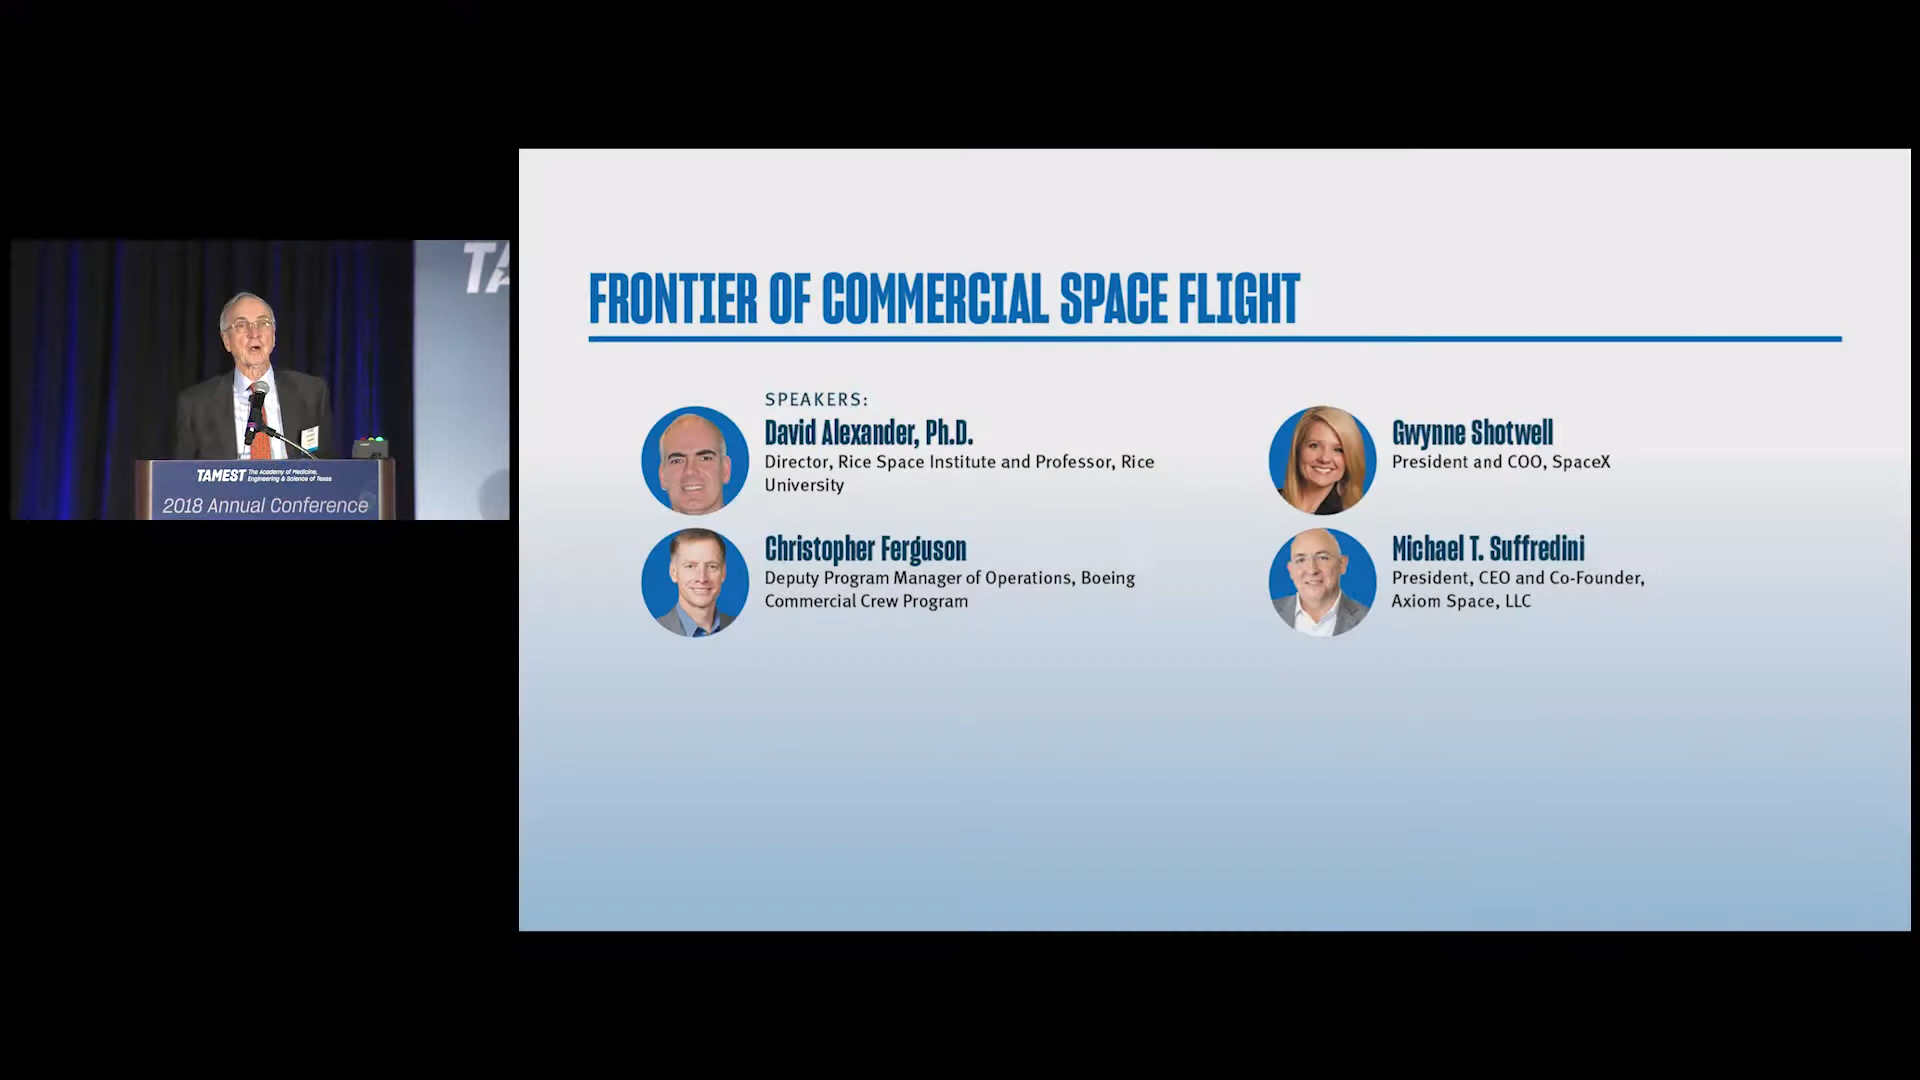 TA
TAMEST The Academy of Medicine,
Engineering & Science of Texas
2018 Annual Conference
FRONTIER OF COMMERCIAL SPACE FLIGHT
SPEAKERS:
David Alexander, Ph.D.
Director, Rice Space Institute and Professor, Rice
University
Christopher Ferguson
Deputy Program Manager of Operations, Boeing
Commercial Crew Program
Gwynne Shotwell
President and COO, SpaceX
Michael T. Suffredini
President, CEO and Co-Founder,
Axiom Space, LLC